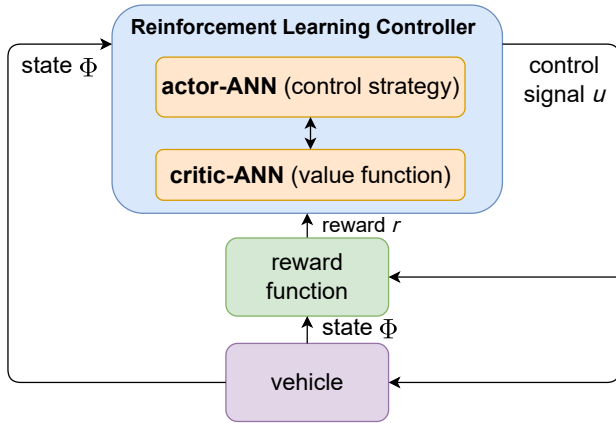 Reinforcement Learning Controller
state Φ
actor-ANN (control strategy)
control
signal u
critic-ANN (value function)
reward r
reward
function
state Φ
vehicle